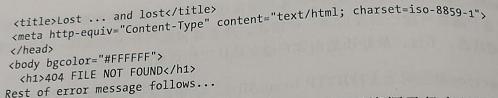 <title>Lost ... and lost</title>
<meta http-equiv="Content-Type" content="text/html; charset=iso-8859-1">
</head>
<body bgcolor="#FFFFFF">
<h1>404 FILE NOT FOUND</h1>
Rest of error message follows...